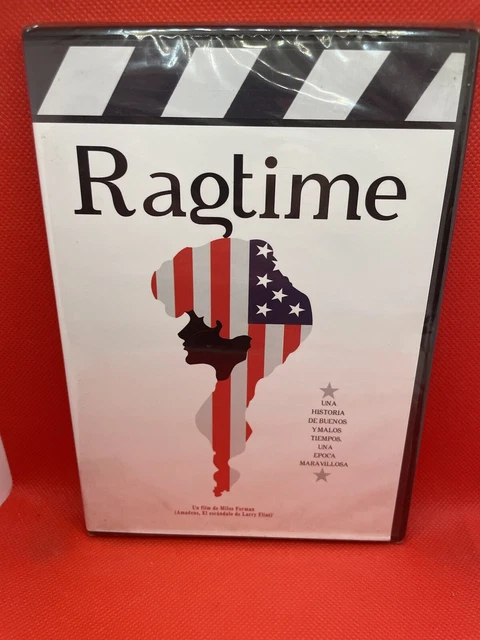 Ragtime
UNA
HISTORIA
DE BUENOS
Y MALOS
TIEMPOS.
UNA
EPOCA
MARAVILLOSA
Un film de Milos Forman
(Amadeus, El escándalo de Larry Flint)